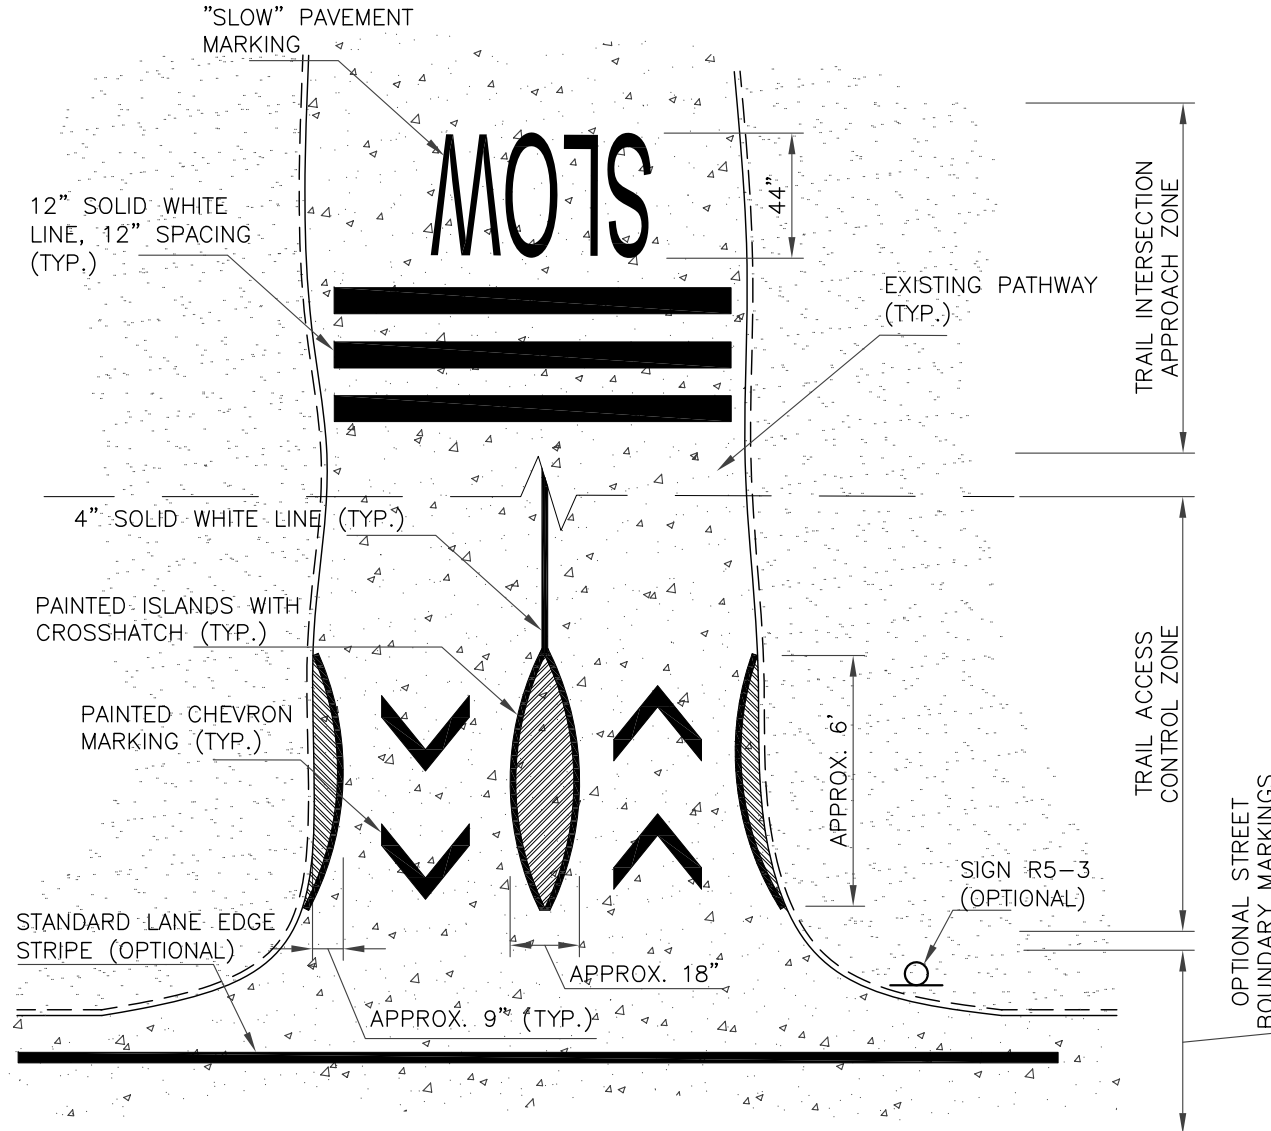 "SLOW" PAVEMENT
MARKING
SLOW
44"
12" SOLID WHITE
LINE, 12" SPACING
(TYP.)
EXISTING PATHWAY
(TYP.)
TRAIL INTERSECTION
APPROACH ZONE
4" SOLID WHITE LINE (TYP.)
PAINTED ISLANDS WITH
CROSSHATCH (TYP.)
PAINTED CHEVRON
MARKING (TYP.)
APPROX. 6'
TRAIL ACCESS
CONTROL ZONE
SIGN R5-3
(OPTIONAL)
STANDARD LANE EDGE
STRIPE (OPTIONAL)
APPROX. 18"
APPROX. 9" (TYP.)
OPTIONAL STREET
BOUNDARY MARKINGS